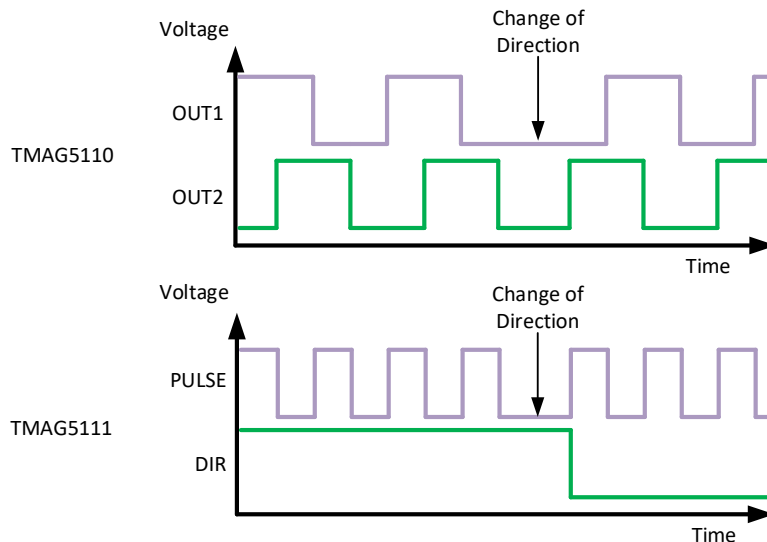 Voltage
Change of
Direction
OUT1
TMAG5110
OUT2
Time
Voltage
Change of
Direction
PULSE
TMAG5111
DIR
Time